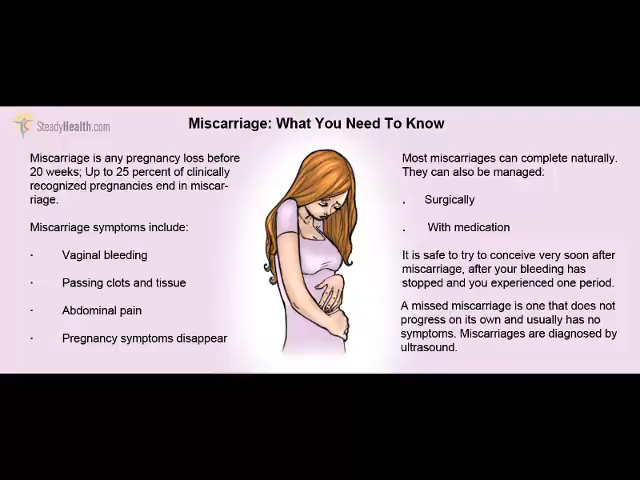 SteadyHealth.com
Miscarriage: What You Need To Know
Miscarriage is any pregnancy loss before
20 weeks; Up to 25 percent of clinically
recognized pregnancies end in miscar-
riage.
Miscarriage symptoms include:
· Vaginal bleeding
· Passing clots and tissue
· Abdominal pain
· Pregnancy symptoms disappear
Most miscarriages can complete naturally.
They can also be managed:
. Surgically
. With medication
It is safe to try to conceive very soon after
miscarriage, after your bleeding has
stopped and you experienced one period.
A missed miscarriage is one that does not
progress on its own and usually has no
symptoms. Miscarriages are diagnosed by
ultrasound.